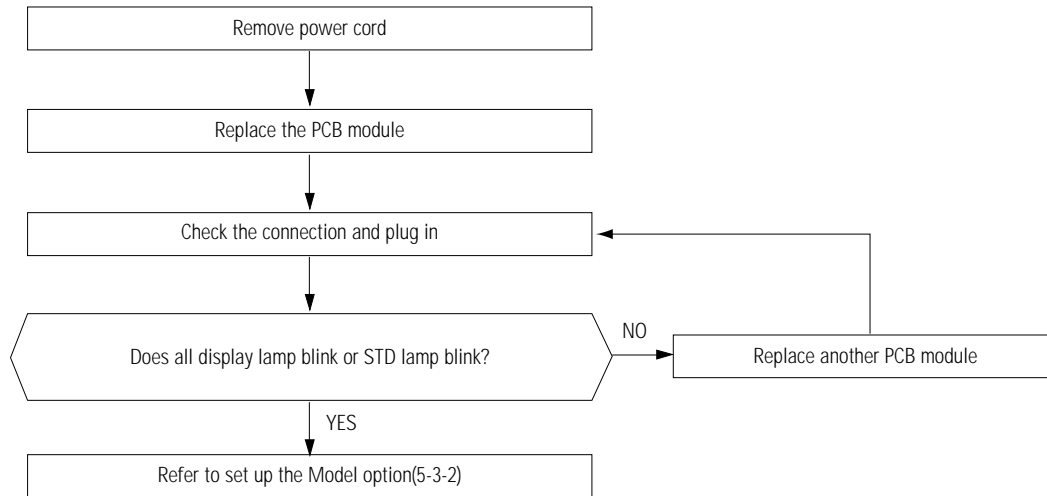 Remove power cord
Replace the PCB module
Check the connection and plug in
Does all display lamp blink or STD lamp blink?
NO
Replace another PCB module
YES
Refer to set up the Model option(5-3-2)